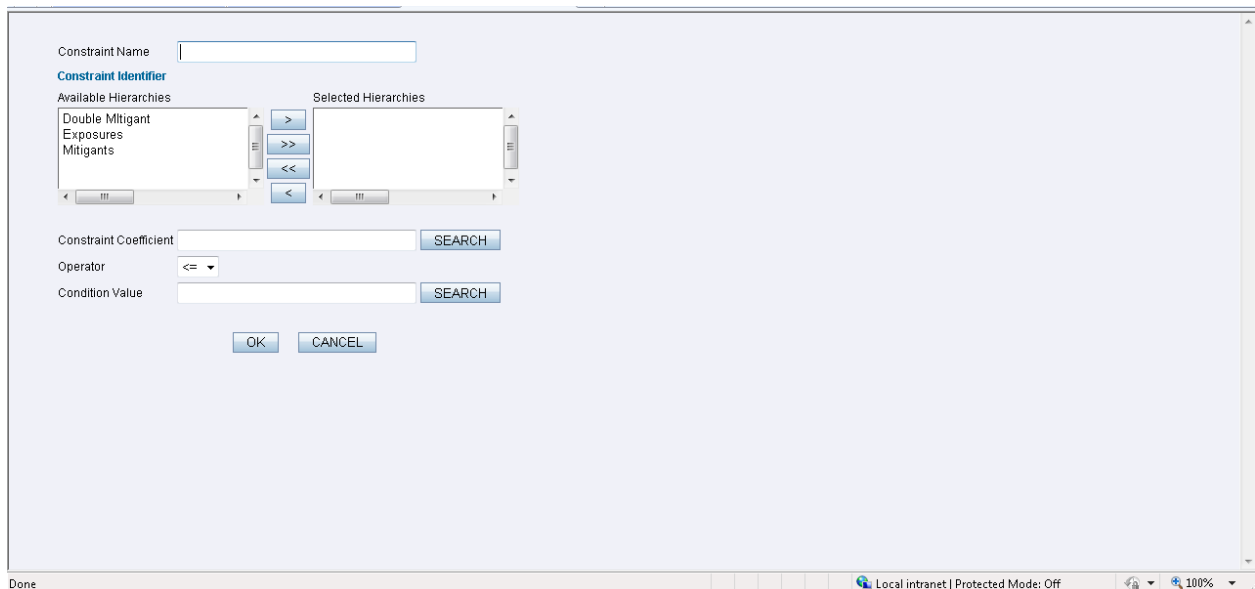 Constraint Name
Constraint Identifier
Available Hierarchies Selected Hierarchies
Double MItigant
Exposures
Mitigants
>
>>
<<
<
Constraint Coefficient SEARCH
Operator <=
Condition Value SEARCH
OK CANCEL
Done Local intranet | Protected Mode: Off 100%